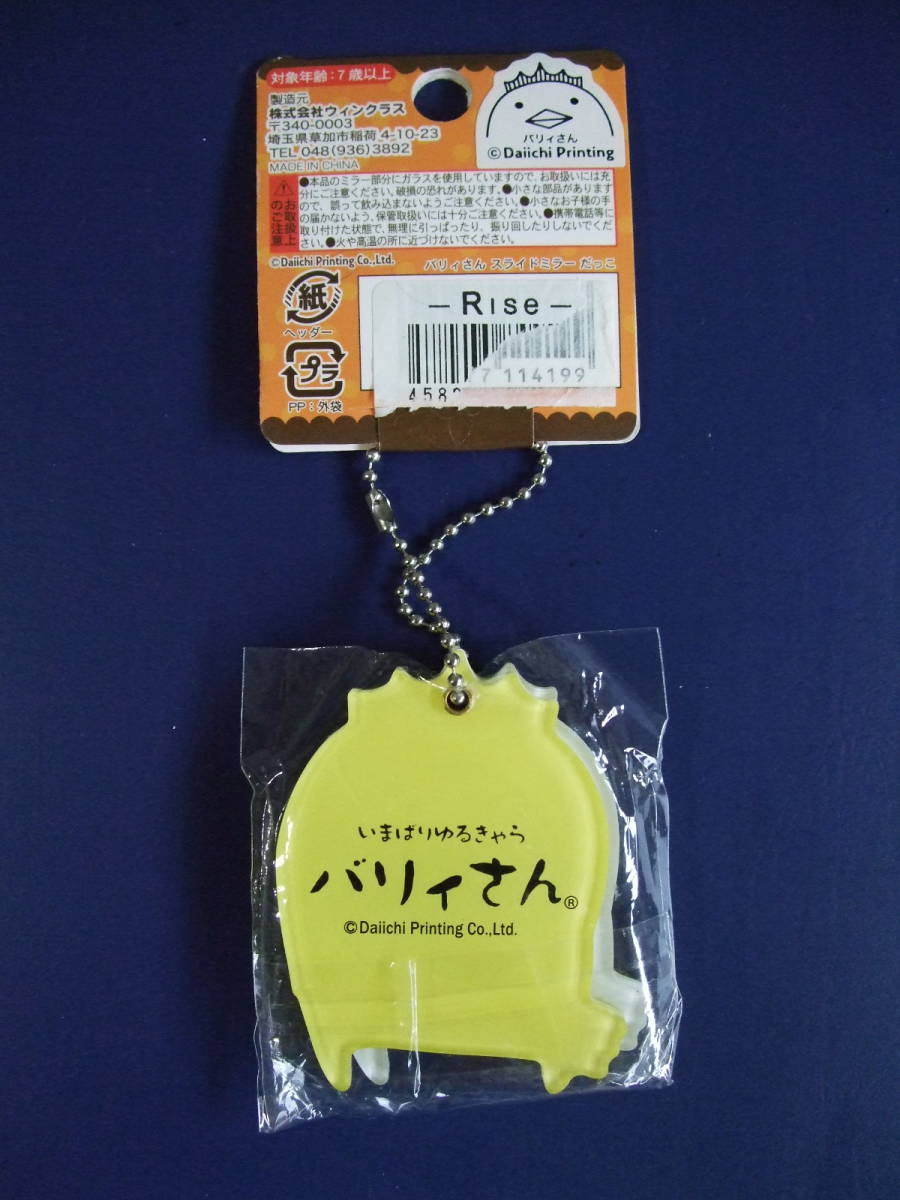 対象年齢：7歳以上
製造元
株式会社ウィンクラス
〒340-0003
埼玉県草加市稲荷4-10-23
TEL 048(936)3892
MADE IN CHINA
バリィさん
© Daiichi Printing
お取扱上のご注意
●本品のミラー部分にガラスを使用していますので、お取扱いには充
分にご注意ください。破損の恐れがあります。●小さな部品があります
ので、誤って飲み込まないようご注意ください。●小さなお子様の手
の届かないよう、保管取扱いには十分ご注意ください。●携帯電話等に
取り付けた状態で、無理に引っぱったり、振り回したりしないでくだ
さい。●火や高温の所に近づけないでください。
©Daiichi Printing Co.,Ltd.
バリィさん スライドミラー だっこ
紙
ヘッダー
プラ
PP：外袋
－Rise－
458
7 114199
いまばりゆるきゃら
バリィさん®
©Daiichi Printing Co.,Ltd.